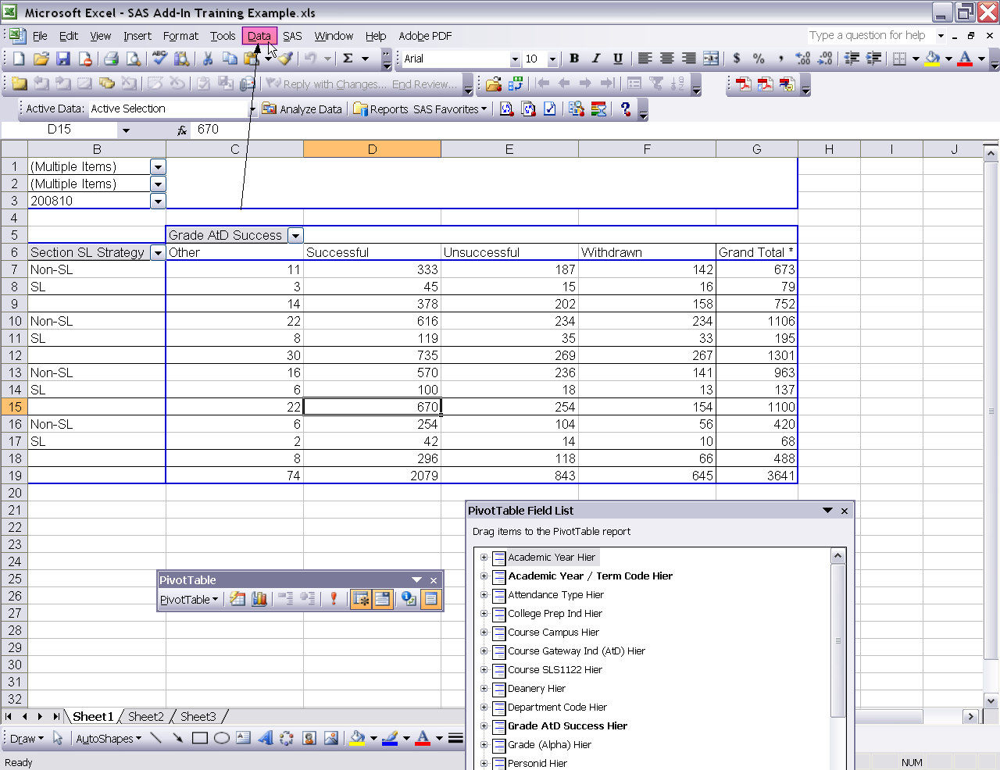 Microsoft Excel - SAS Add-In Training Example.xls
File Edit View Insert Format Tools Data SAS Window Help Adobe PDF Type a question for help
Arial 10 B I U $ % , .00
Reply with Changes... End Review...
Active Data: Active Selection Analyze Data Reports SAS Favorites
D15 fx 670
B C D E F G H I J
1 (Multiple Items)
2 (Multiple Items)
3 200810
4
5 Grade AtD Success
6 Section SL Strategy Other Successful Unsuccessful Withdrawn Grand Total *
7 Non-SL 11 333 187 142 673
8 SL 3 45 15 16 79
9 14 378 202 158 752
10 Non-SL 22 616 234 234 1106
11 SL 8 119 35 33 195
12 30 735 269 267 1301
13 Non-SL 16 570 236 141 963
14 SL 6 100 18 13 137
15 22 670 254 154 1100
16 Non-SL 6 254 104 56 420
17 SL 2 42 14 10 68
18 8 296 118 66 488
19 74 2079 843 645 3641
20
21
22
23
24
25
26
27
28
29
30
31
32
PivotTable
PivotTable
PivotTable Field List
Drag items to the PivotTable report
Academic Year Hier
Academic Year / Term Code Hier
Attendance Type Hier
College Prep Ind Hier
Course Campus Hier
Course Gateway Ind (AtD) Hier
Course SLS1122 Hier
Deanery Hier
Department Code Hier
Grade AtD Success Hier
Grade (Alpha) Hier
Personid Hier
Sheet1 Sheet2 Sheet3
Draw AutoShapes
Ready NUM